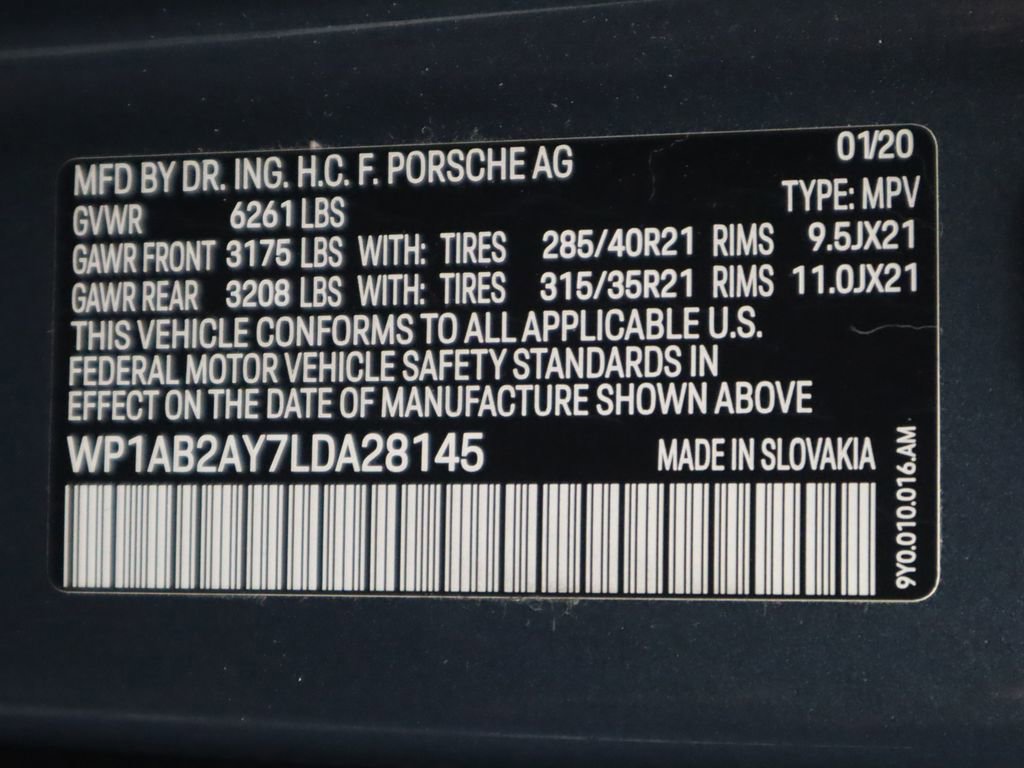 MFD BY DR. ING. H.C. F. PORSCHE AG 01/20
GVWR 6261 LBS TYPE: MPV
GAWR FRONT 3175 LBS WITH: TIRES 285/40R21 RIMS 9.5JX21
GAWR REAR 3208 LBS WITH: TIRES 315/35R21 RIMS 11.0JX21
THIS VEHICLE CONFORMS TO ALL APPLICABLE U.S.
FEDERAL MOTOR VEHICLE SAFETY STANDARDS IN
EFFECT ON THE DATE OF MANUFACTURE SHOWN ABOVE
WP1AB2AY7LDA28145 MADE IN SLOVAKIA
9Y0.010.016.AM